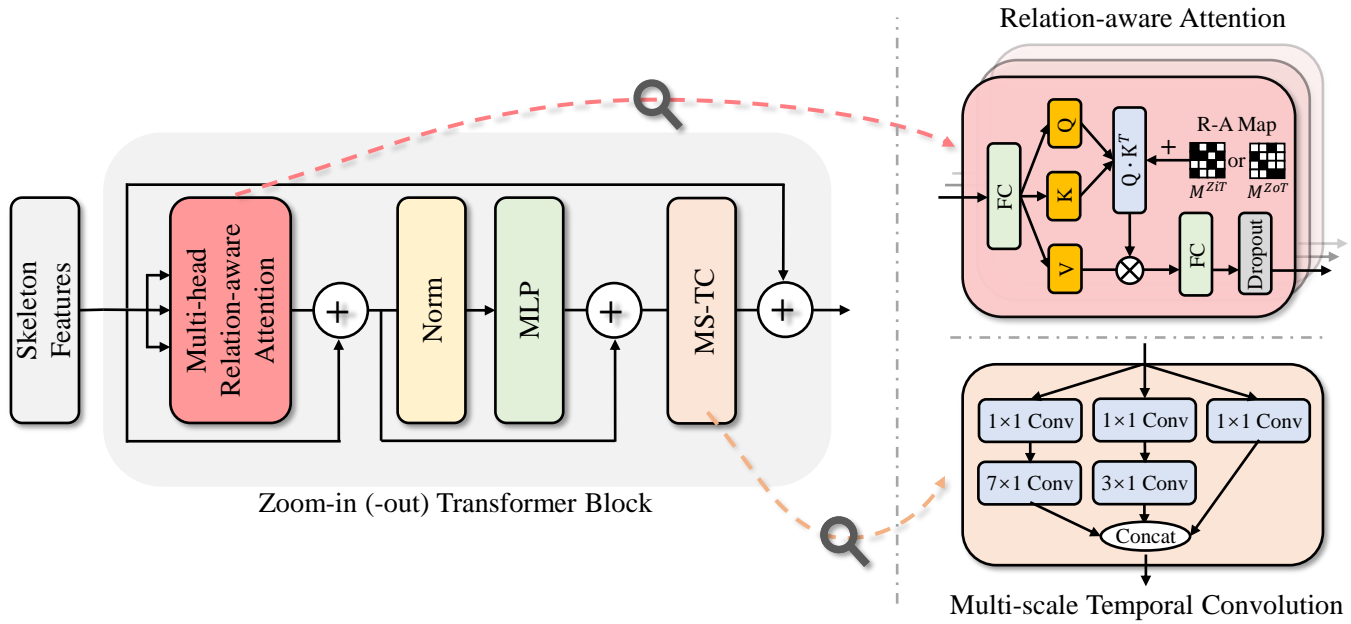 Relation-aware Attention
Skeleton
Features
Multi-head
Relation-aware
Attention
+
Norm
MLP
+
MS-TC
+
Zoom-in (-out) Transformer Block
FC
Q
K
V
Q · K^T
+
R-A Map
or
M^{ZiT}
M^{ZoT}
FC
Dropout
1×1 Conv
1×1 Conv
1×1 Conv
7×1 Conv
3×1 Conv
Concat
Multi-scale Temporal Convolution